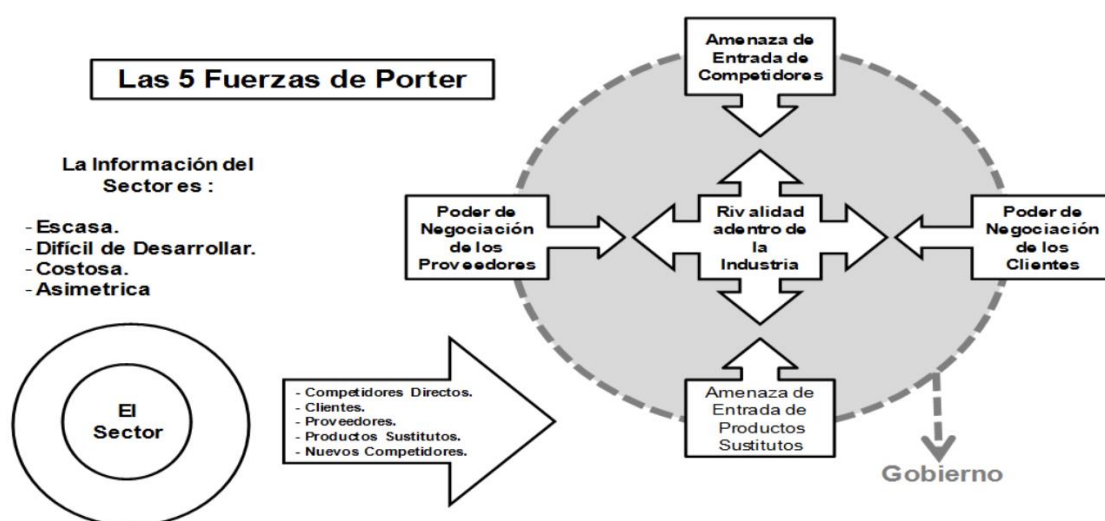 Las 5 Fuerzas de Porter
La Información del
Sector es :
- Escasa.
- Difícil de Desarrollar.
- Costosa.
- Asimetrica
El
Sector
- Competidores Directos.
- Clientes.
- Proveedores.
- Productos Sustitutos.
- Nuevos Competidores.
Amenaza de
Entrada de
Competidores
Poder de
Negociación
de los
Proveedores
Rivalidad
adentro de
la
Industria
Poder de
Negociación
de los
Clientes
Amenaza de
Entrada de
Productos
Sustitutos
Gobierno